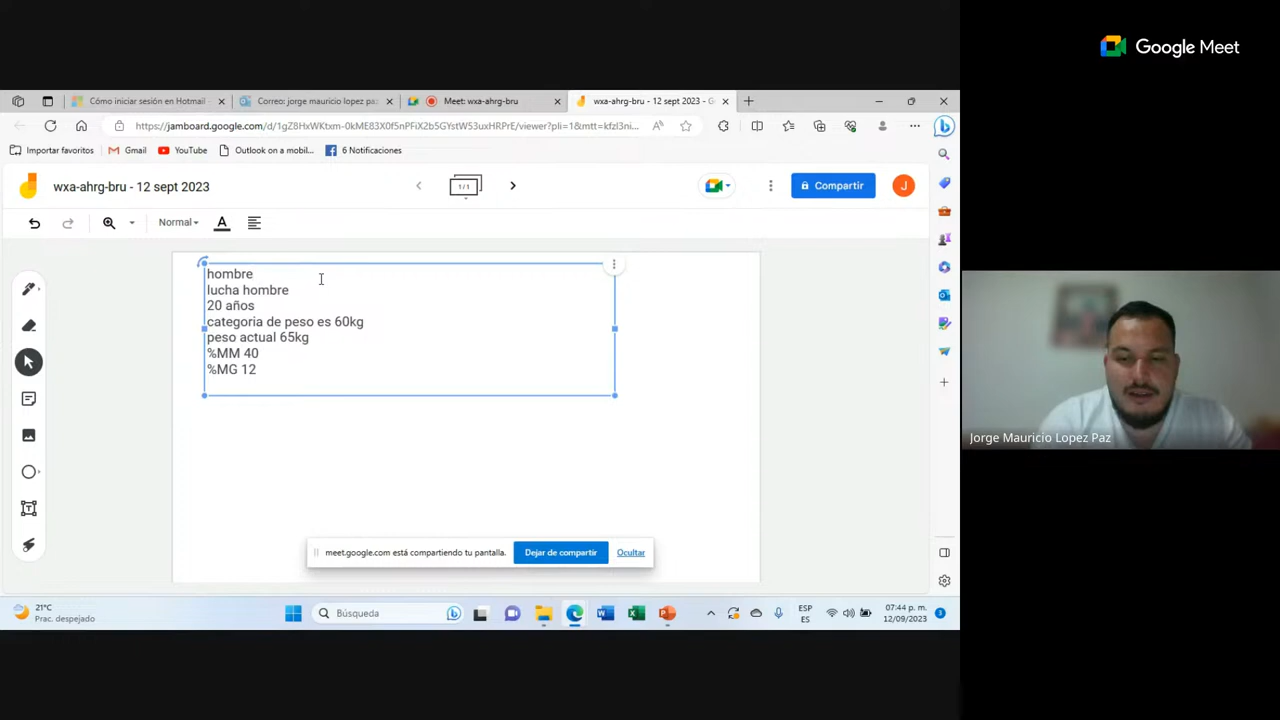 Google Meet
Cómo iniciar sesión en Hotmail
Correo: jorge mauricio lopez paz
Meet: wxa-ahrg-bru
wxa-ahrg-bru - 12 sept 2023 - G
https://jamboard.google.com/d/1gZ8HxWKtxm-0kME83X0f5nPFiX2b5GYstW53uxHRPrE/viewer?pli=1&mtt=kfzl3ni...
Importar favoritos
Gmail
YouTube
Outlook on a mobil...
6 Notificaciones
wxa-ahrg-bru - 12 sept 2023
1/1
Compartir
J
Normal
A
hombre
lucha hombre
20 años
categoria de peso es 60kg
peso actual 65kg
%MM 40
%MG 12
Jorge Mauricio Lopez Paz
meet.google.com está compartiendo tu pantalla.
Dejar de compartir
Ocultar
21°C
Prac. despejado
Búsqueda
ESP
ES
07:44 p. m.
12/09/2023
3